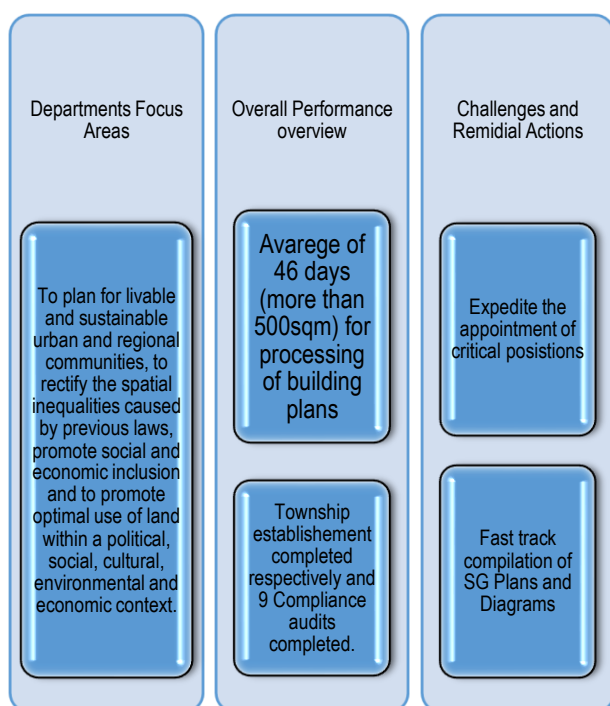 Departments Focus
Areas
To plan for livable
and sustainable
urban and regional
communities, to
rectify the spatial
inequalities caused
by previous laws,
promote social and
economic inclusion
and to promote
optimal use of land
within a political,
social, cultural,
environmental and
economic context.
Overall Performance
overview
Avarege of
46 days
(more than
500sqm) for
processing
of building
plans
Township
establishement
completed
respectively and
9 Compliance
audits
completed.
Challenges and
Remidial Actions
Expedite the
appointment of
critical posistions
Fast track
compilation of
SG Plans and
Diagrams